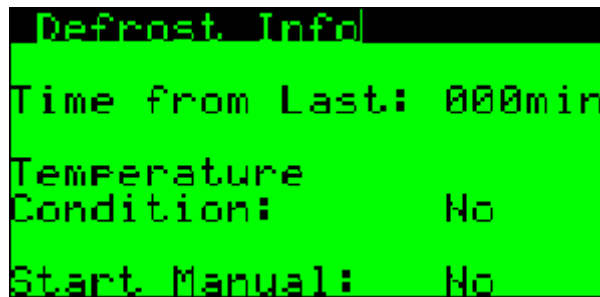 Defrost Info
Time from Last: 000min
Temperature
Condition: No
Start Manual: No